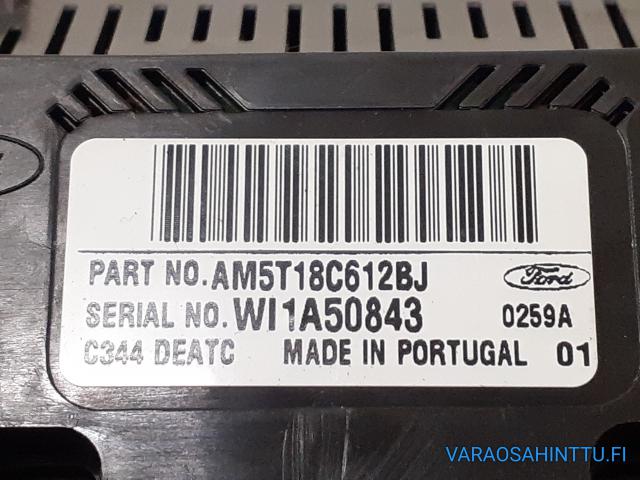 PART NO. AM5T18C612BJ
Ford
SERIAL NO. WI1A50843
0259A
C344 DEATC MADE IN PORTUGAL 01
VARAOSAHINTTU.FI